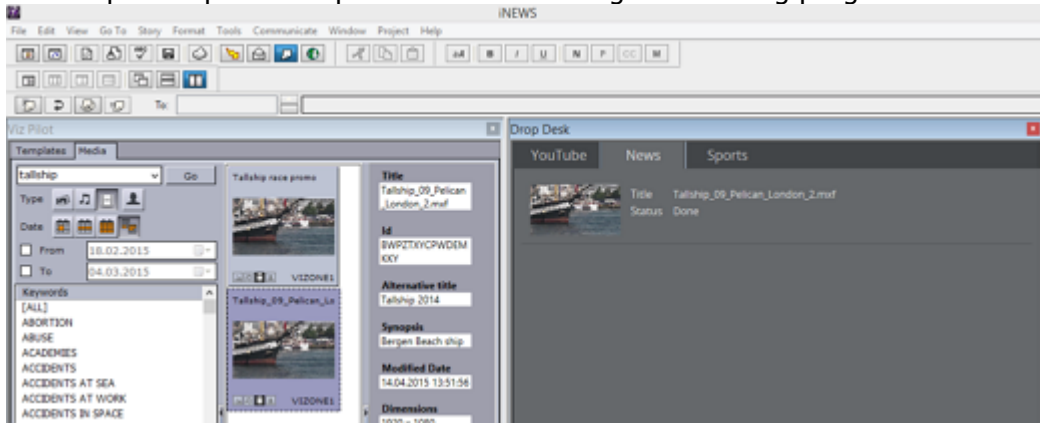 iNEWS
File Edit View Go To Story Format Tools Communicate Window Project Help
aA B I U N P CC M
To:
Viz Pilot
Templates Media
tallship Go
Type
Date
From 18.02.2015
To 04.03.2015
Keywords
[ALL]
ABORTION
ABUSE
ACADEMIES
ACCIDENTS
ACCIDENTS AT SEA
ACCIDENTS AT WORK
ACCIDENTS IN SPACE
Tallship race promo
VIZONE1
Tallship_09_Pelican_Lo
VIZONE1
Title
Tallship_09_Pelican
_London_2.mxf
Id
BWPZTXYCPWDEM
KKY
Alternative title
Tallship 2014
Synopsis
Bergen Beach ship
Modified Date
14.04.2015 13:51:56
Dimensions
Drop Desk
YouTube News Sports
Title Tallship_09_Pelican_London_2.mxf
Status Done